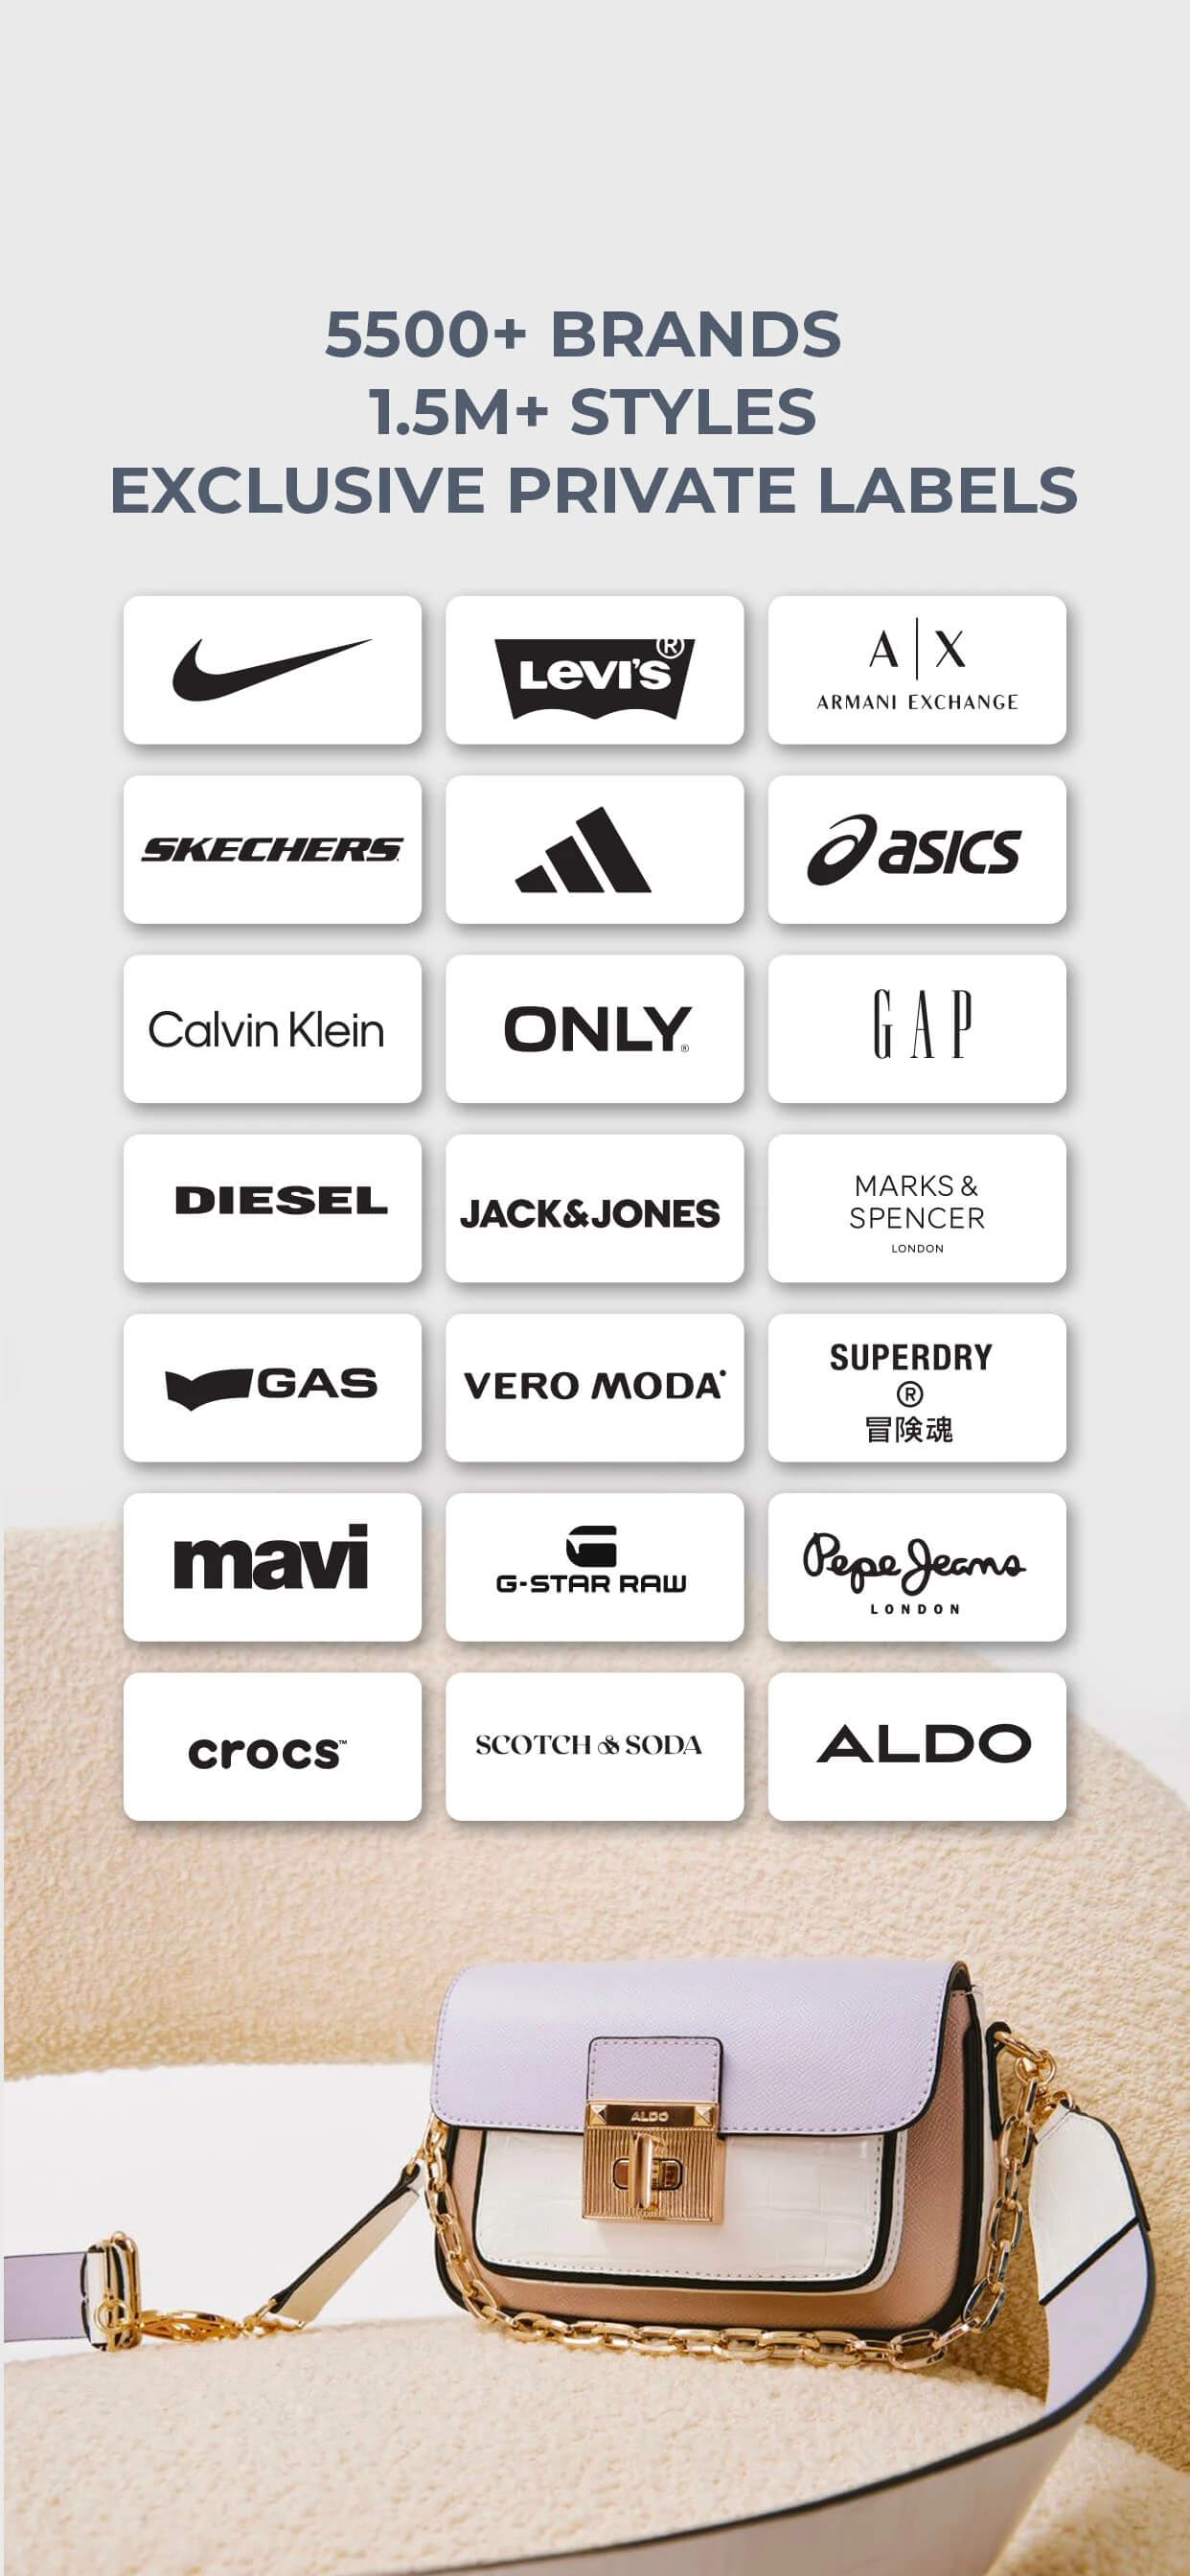 5500+ BRANDS
1.5M+ STYLES
EXCLUSIVE PRIVATE LABELS
LEVI'S®
A|X
ARMANI EXCHANGE
SKECHERS
asics
Calvin Klein
ONLY®
GAP
DIESEL
JACK&JONES
MARKS &
SPENCER
LONDON
GAS
VERO MODA
SUPERDRY
®
冒険魂
mavi
G-STAR RAW
Pepe Jeans
LONDON
crocs™
SCOTCH & SODA
ALDO
ALDO